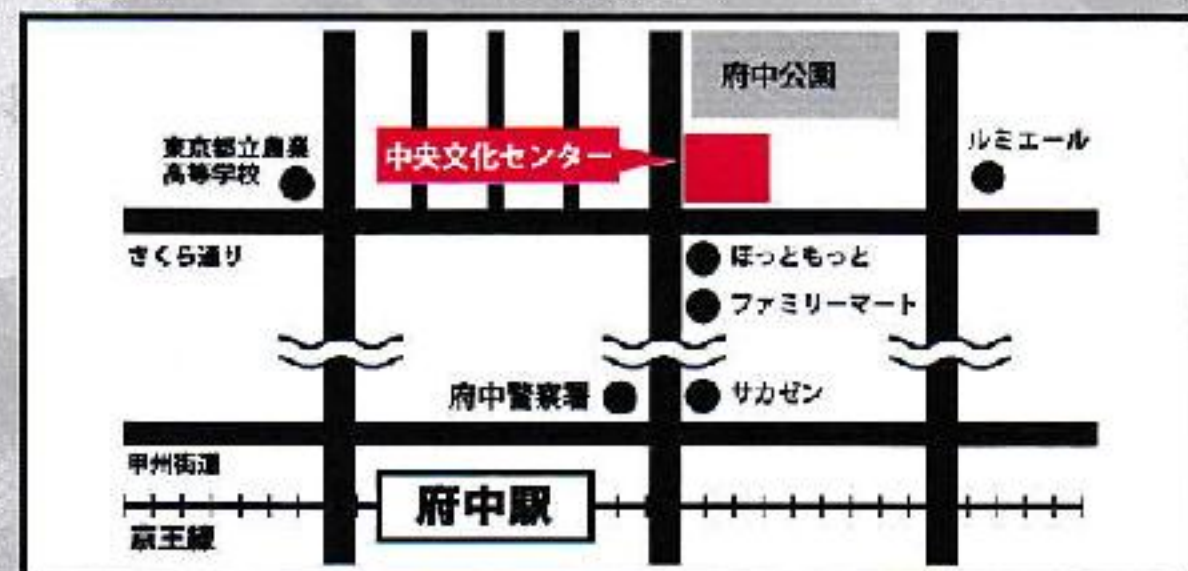 府中公園
東京都立農業
高等学校
中央文化センター
ルミエール
さくら通り
ほっともっと
ファミリーマート
府中警察署
サカゼン
甲州街道
府中駅
京王線